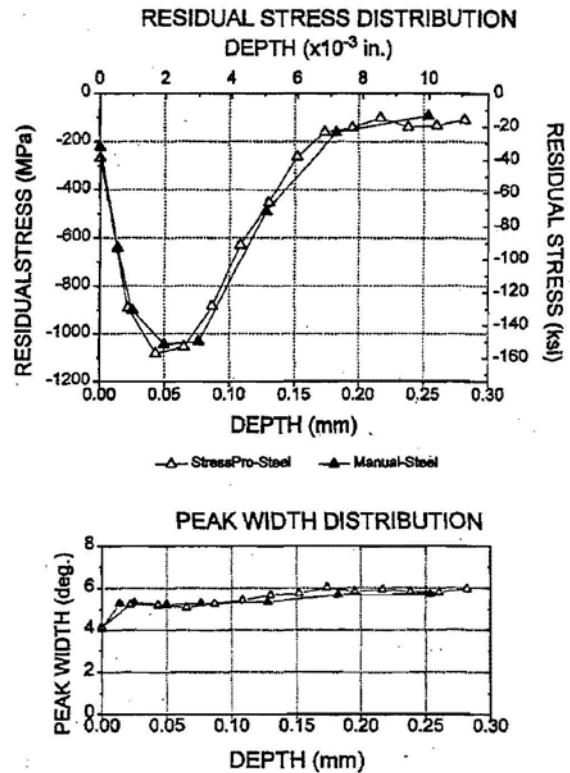 RESIDUAL STRESS DISTRIBUTION
DEPTH (x10⁻³ in.)
0 2 4 6 8 10
RESIDUALSTRESS (MPa)
0
-200
-400
-600
-800
-1000
-1200
0
-20
-40
-60
-80
-100
-120
-140
-160
RESIDUAL STRESS (ksi)
0.00 0.05 0.10 0.15 0.20 0.25 0.30
DEPTH (mm)
StressPro-Steel Manual-Steel
PEAK WIDTH DISTRIBUTION
PEAK WIDTH (deg.)
8
6
4
2
0
0.00 0.05 0.10 0.15 0.20 0.25 0.30
DEPTH (mm)